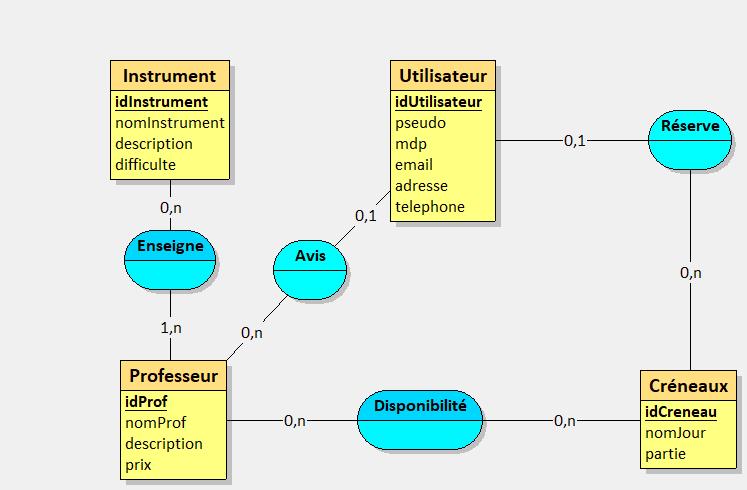 Instrument
idInstrument
nomInstrument
description
difficulte
Utilisateur
idUtilisateur
pseudo
mdp
email
adresse
telephone
0,1
Réserve
0,n
Enseigne
1,n
0,1
Avis
0,n
0,n
Professeur
idProf
nomProf
description
prix
0,n
Disponibilité
0,n
Créneaux
idCreneau
nomJour
partie